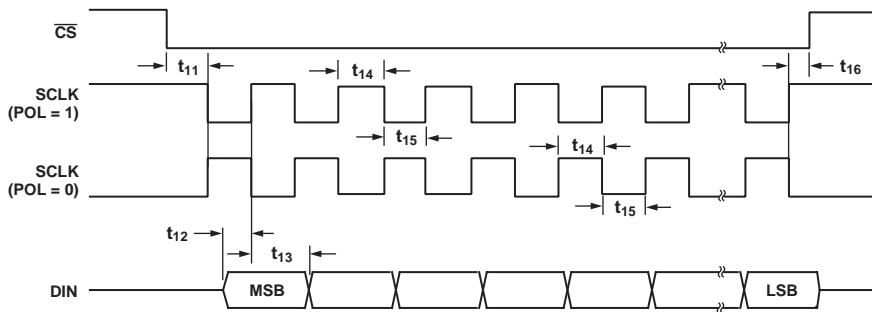 CS
t11
t14
t16
SCLK
(POL = 1)
t15
t14
SCLK
(POL = 0)
t15
t12
t13
DIN
MSB
LSB